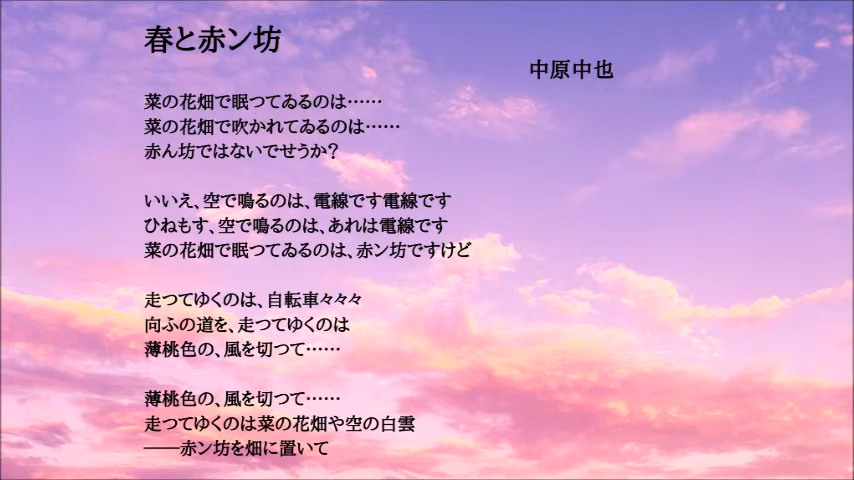 春と赤ン坊
中原中也
菜の花畑で眠つてゐるのは……
菜の花畑で吹かれてゐるのは……
赤ん坊ではないでせうか？
いいえ、空で鳴るのは、電線です電線です
ひねもす、空で鳴るのは、あれは電線です
菜の花畑で眠つてゐるのは、赤ン坊ですけど
走つてゆくのは、自転車々々々
向ふの道を、走つてゆくのは
薄桃色の、風を切つて……
薄桃色の、風を切つて……
走つてゆくのは菜の花畑や空の白雲
――赤ン坊を畑に置いて